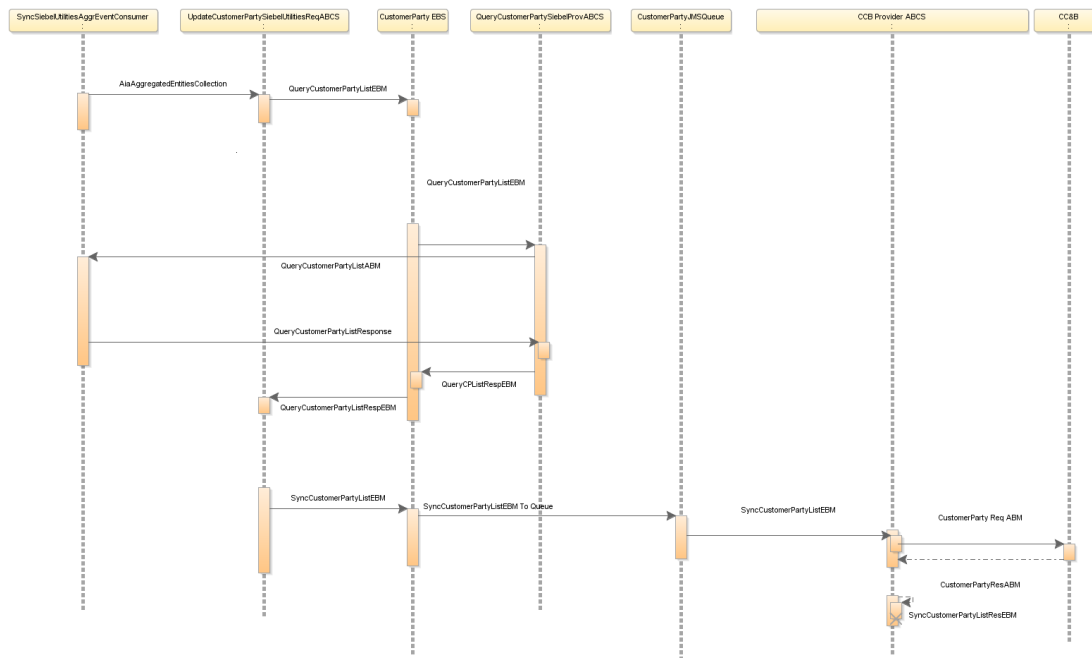 SyncSiebelUtilitiesAggrEventConsumer
UpdateCustomerPartySiebelUtilitiesReqABCS
CustomerParty EBS
QueryCustomerPartySiebelProvABCS
CustomerPartyJMSQueue
CCB Provider ABCS
CC&B
AiaAggregatedEntitiesCollection
QueryCustomerPartyListEBM
QueryCustomerPartyListEBM
QueryCustomerPartyListABM
QueryCustomerPartyListResponse
QueryCPListRespEBM
QueryCustomerPartyListRespEBM
SyncCustomerPartyListEBM
SyncCustomerPartyListEBM To Queue
SyncCustomerPartyListEBM
CustomerParty Req ABM
CustomerPartyResABM
SyncCustomerPartyListResEBM